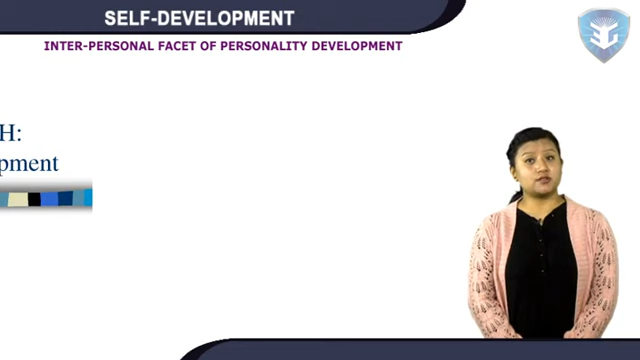 SELF-DEVELOPMENT
INTER-PERSONAL FACET OF PERSONALITY DEVELOPMENT
H:
pment